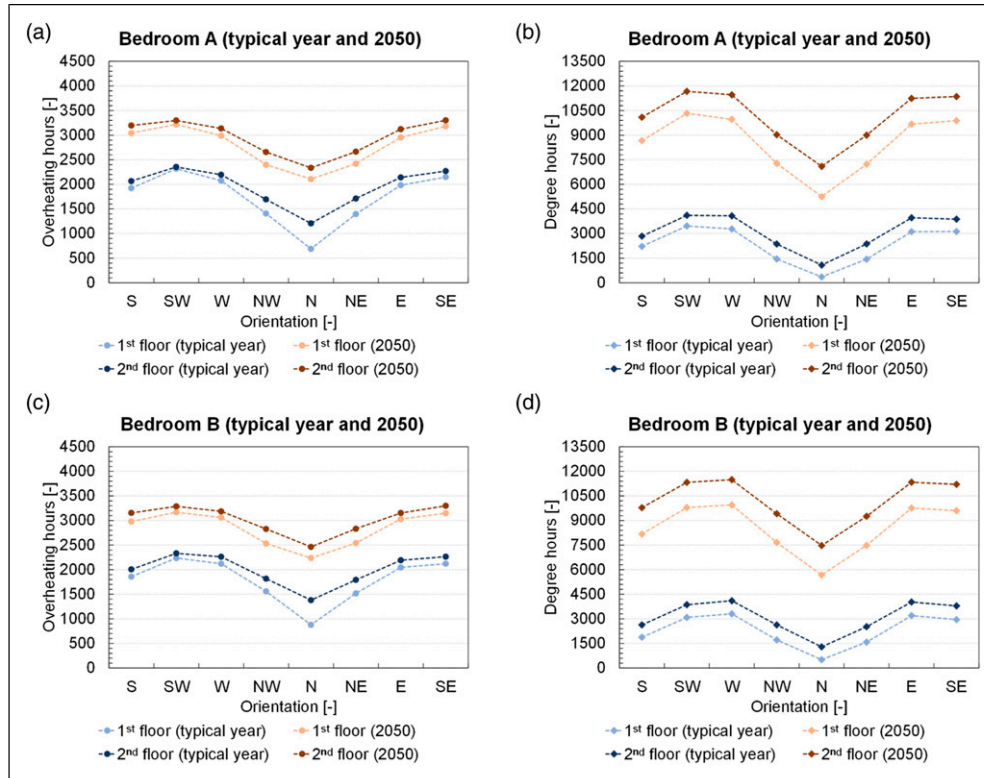 (a)
Bedroom A (typical year and 2050)
Overheating hours [-]
4500
4000
3500
3000
2500
2000
1500
1000
500
0
S SW W NW N NE E SE
Orientation [-]
1st floor (typical year) 1st floor (2050)
2nd floor (typical year) 2nd floor (2050)
(b)
Bedroom A (typical year and 2050)
Degree hours [-]
13500
12000
10500
9000
7500
6000
4500
3000
1500
0
S SW W NW N NE E SE
Orientation [-]
1st floor (typical year) 1st floor (2050)
2nd floor (typical year) 2nd floor (2050)
(c)
Bedroom B (typical year and 2050)
Overheating hours [-]
4500
4000
3500
3000
2500
2000
1500
1000
500
0
S SW W NW N NE E SE
Orientation [-]
1st floor (typical year) 1st floor (2050)
2nd floor (typical year) 2nd floor (2050)
(d)
Bedroom B (typical year and 2050)
Degree hours [-]
13500
12000
10500
9000
7500
6000
4500
3000
1500
0
S SW W NW N NE E SE
Orientation [-]
1st floor (typical year) 1st floor (2050)
2nd floor (typical year) 2nd floor (2050)